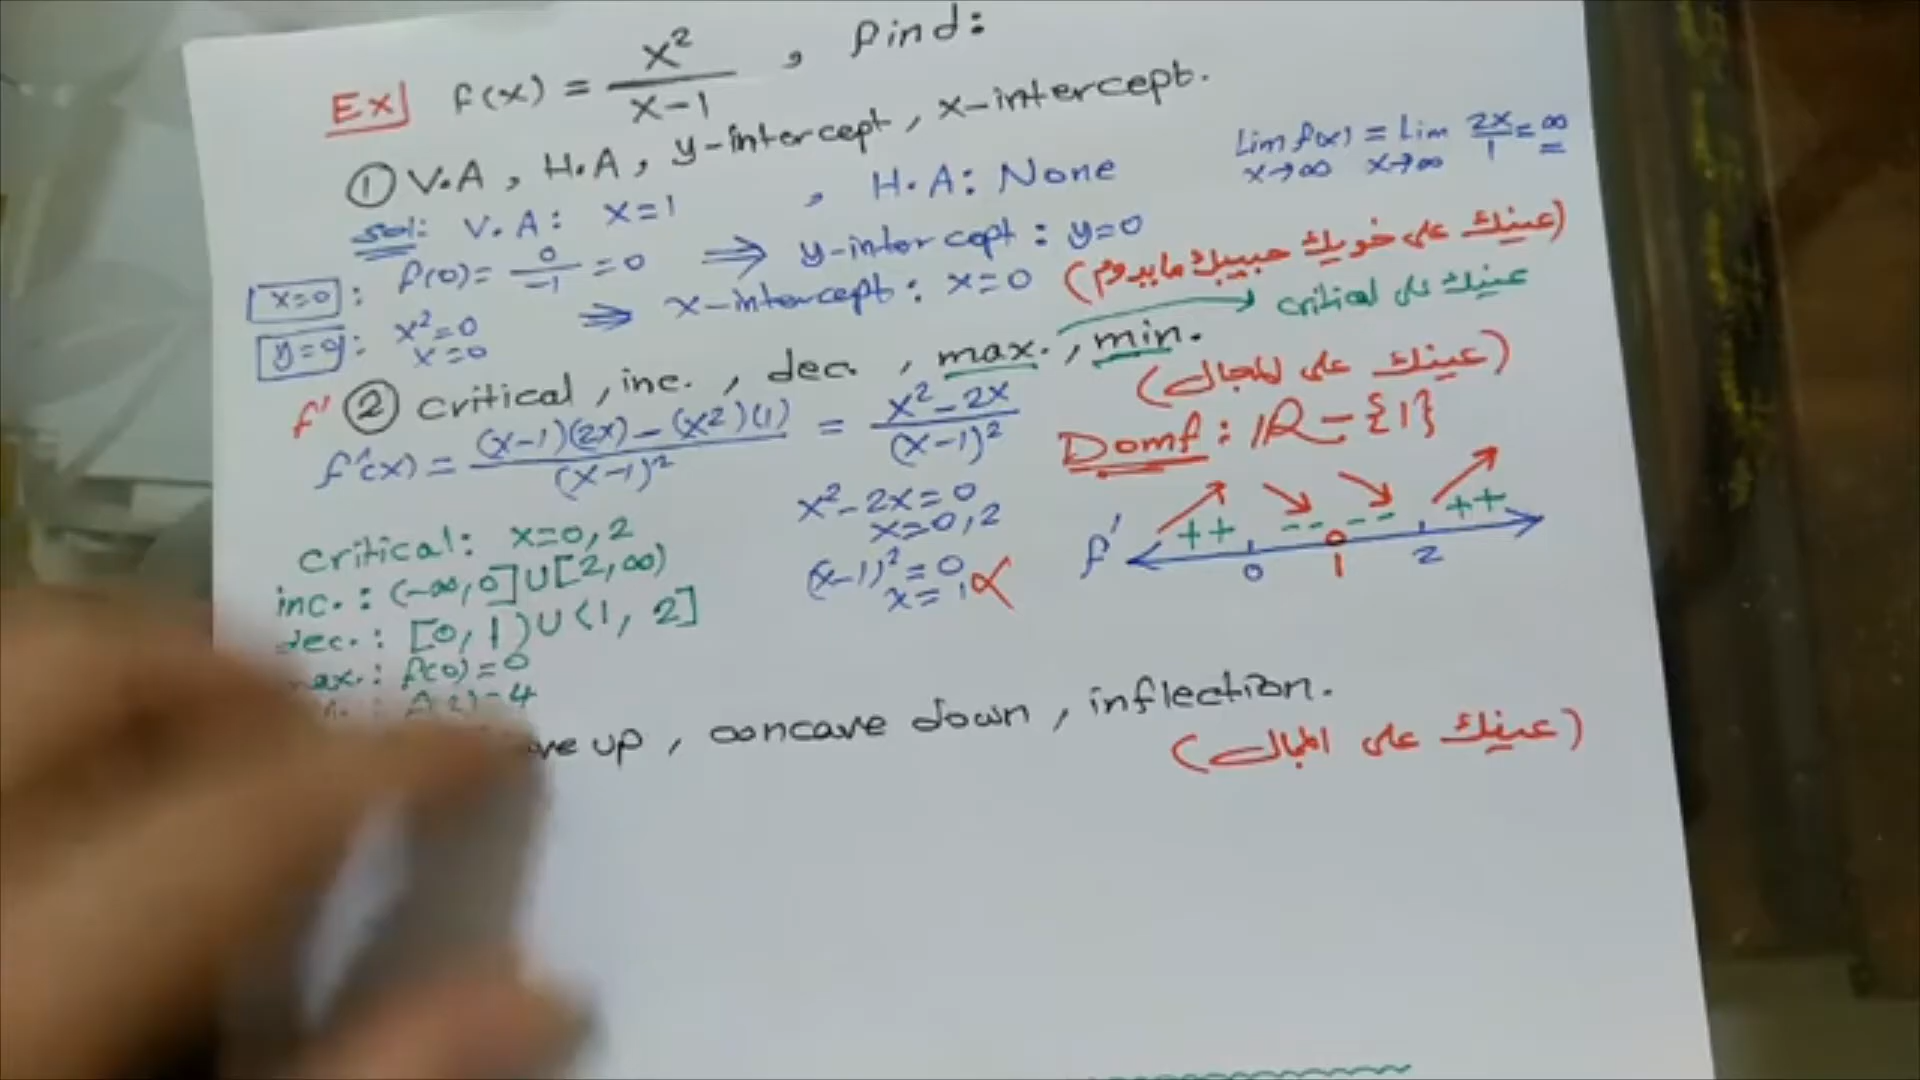 Ex] f(x) = x²/(x-1) , Find:
① V.A , H.A , y-intercept , x-intercept.
sol: V.A: x=1 , H.A: None
Lim f(x) = Lim 2x/1 = ∞
x→∞ x→∞
x=0 : f(0) = 0/-1 = 0 ⇒ y-intercept : y=0
y=0 : x²=0 ⇒ x-intercept : x=0
x=0
(عينك على خويك حبيبك مايدوم)
عينك على critical
f' ② critical , inc. , dec. , max. , min.
(عينك على المجال)
f'(x) = ((x-1)(2x)-(x²)(1))/(x-1)² = (x²-2x)/(x-1)²
Domf : IR - {1}
x²-2x=0
x=0,2
(x-1)²=0
x=1
f' ++ -- -- ++
0 1 2
critical: x=0,2
inc. : (-∞,0]U[2,∞)
dec. : [0,1)U(1,2]
max. : f(0)=0
4
up , concave down , inflection.
(عينك على المجال)